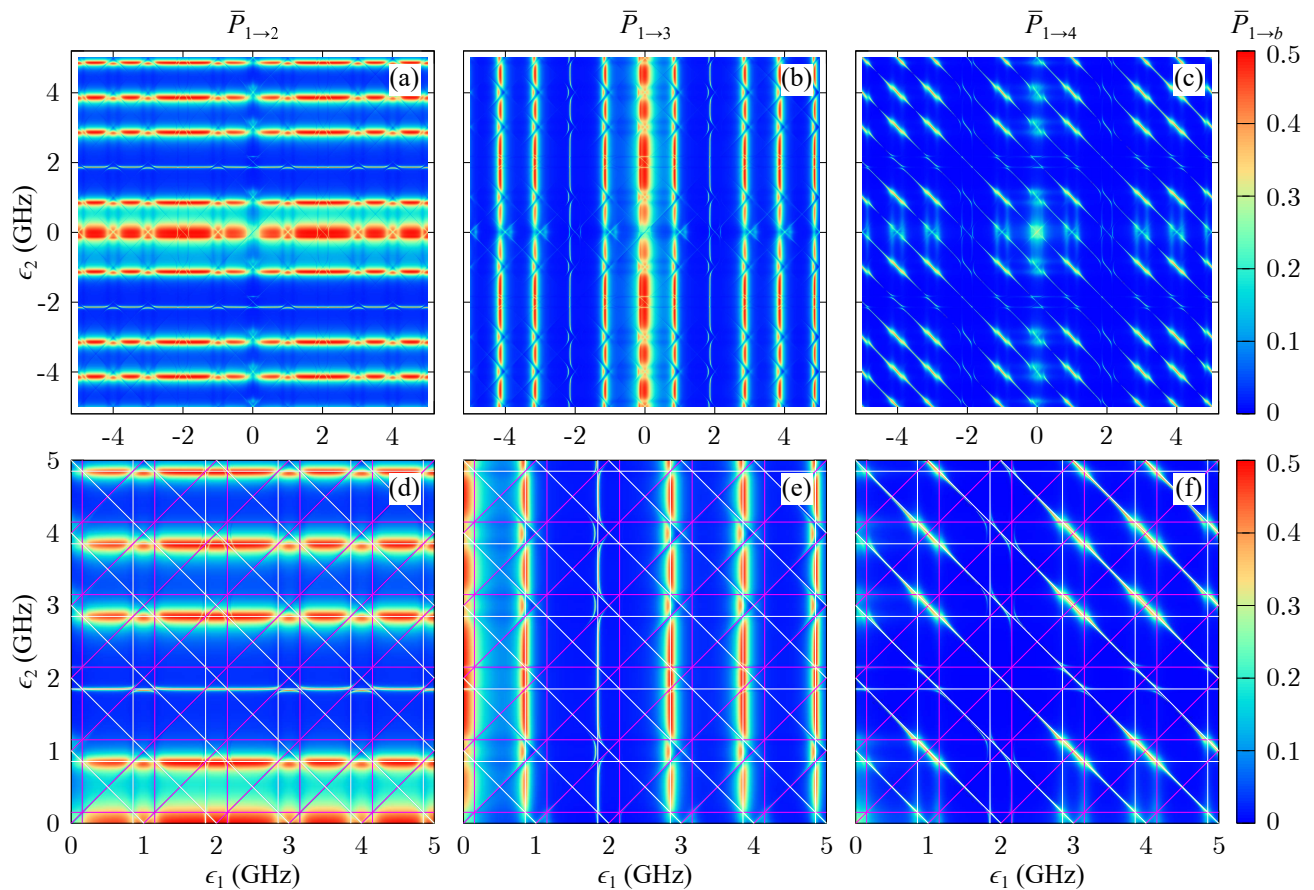 P̅₁→₂ P̅₁→₃ P̅₁→₄ P̅₁→b
(a) (b) (c)
ϵ₂ (GHz)
4
2
0
-2
-4
0.5
0.4
0.3
0.2
0.1
0
-4 -2 0 2 4 -4 -2 0 2 4 -4 -2 0 2 4
(d) (e) (f)
ϵ₂ (GHz)
5
4
3
2
1
0
0.5
0.4
0.3
0.2
0.1
0
0 1 2 3 4 5 0 1 2 3 4 5 0 1 2 3 4 5
ϵ₁ (GHz) ϵ₁ (GHz) ϵ₁ (GHz)